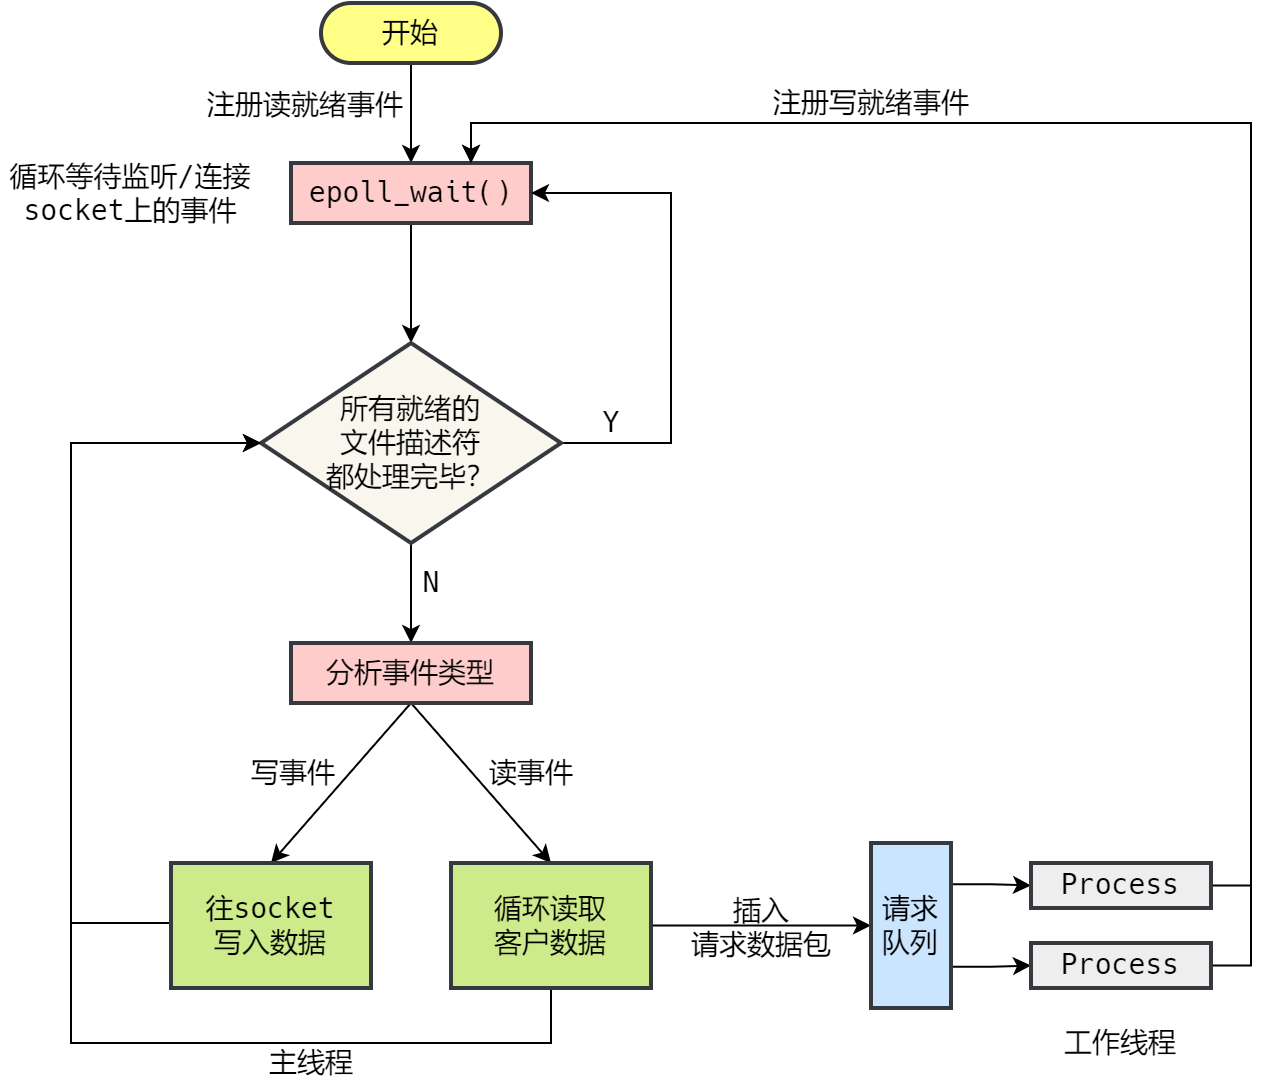 开始
注册读就绪事件
注册写就绪事件
循环等待监听/连接
socket上的事件
epoll_wait()
所有就绪的
文件描述符
都处理完毕?
Y
N
分析事件类型
写事件
读事件
往socket
写入数据
循环读取
客户数据
插入
请求数据包
请求
队列
Process
Process
工作线程
主线程